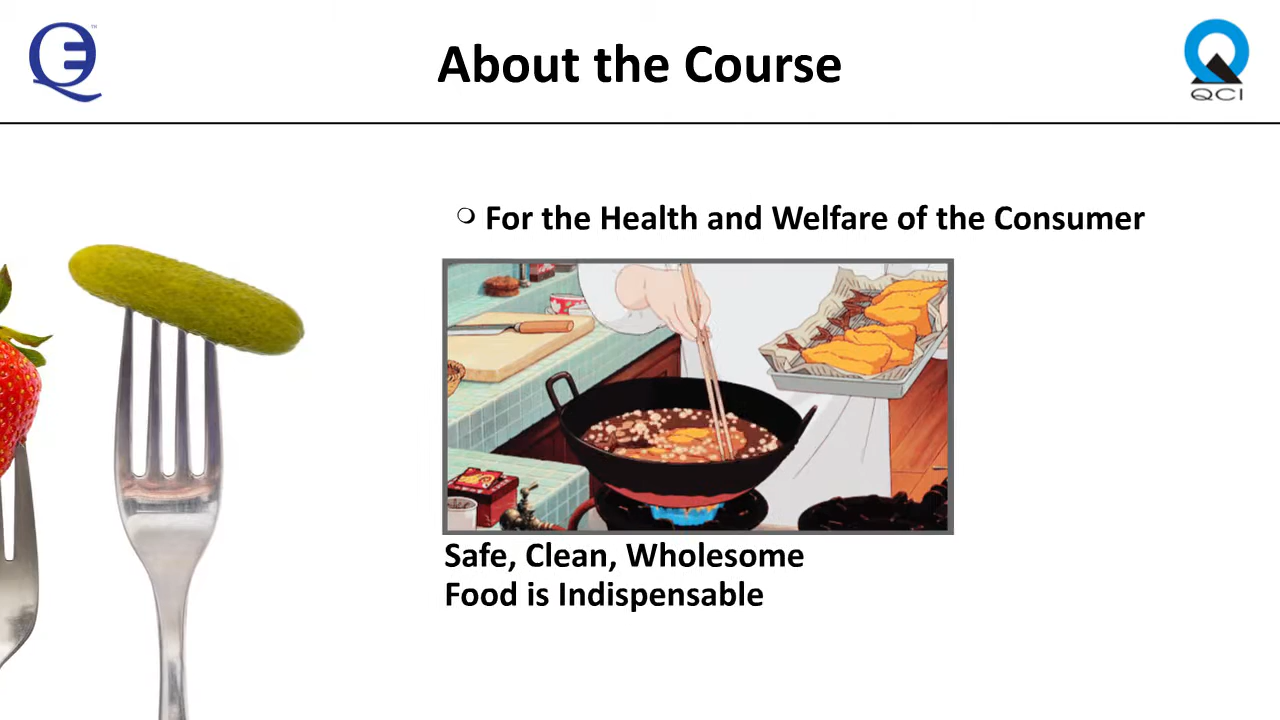 About the Course
QCI
For the Health and Welfare of the Consumer
Safe, Clean, Wholesome
Food is Indispensable